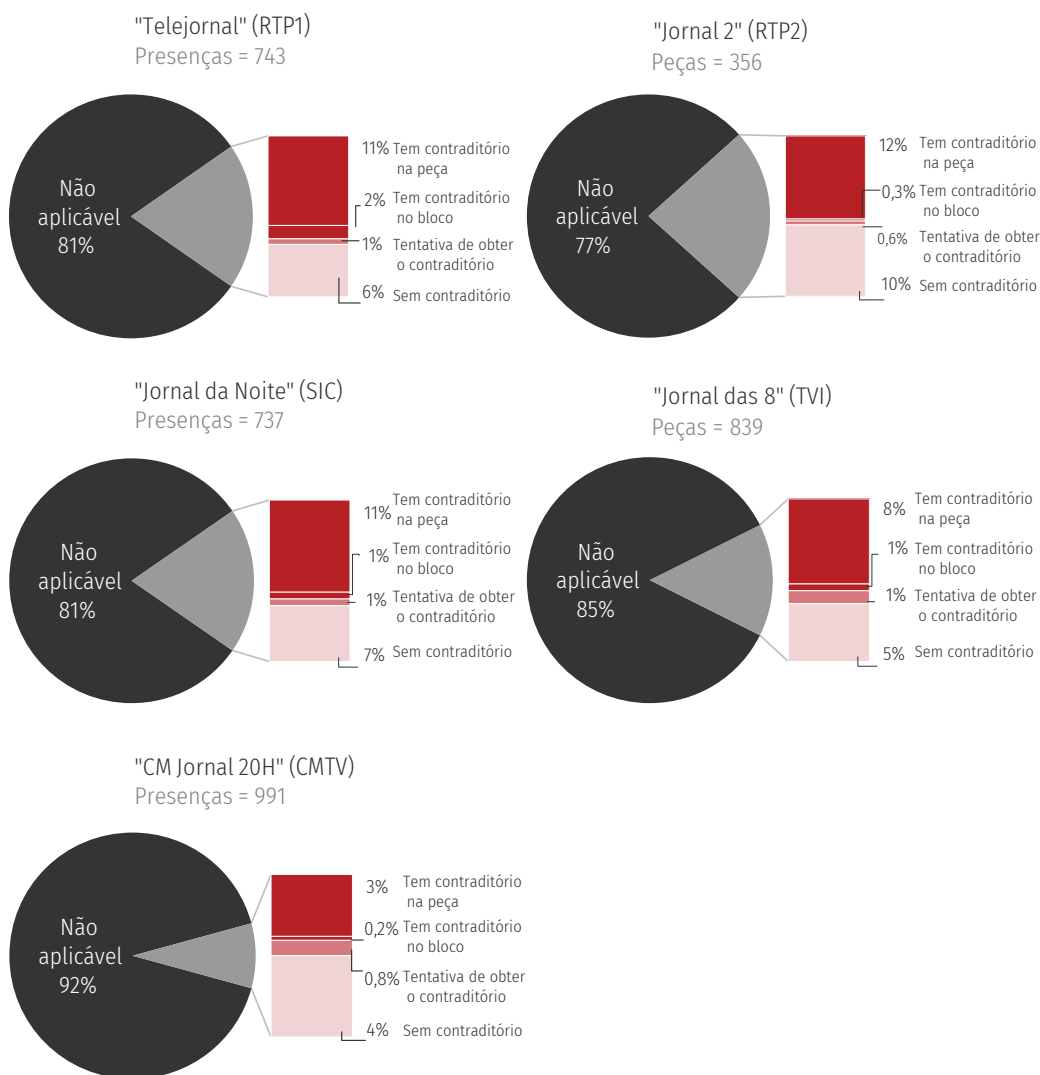 "Telejornal" (RTP1)
Presenças = 743
Não
aplicável
81%
11% Tem contraditório
na peça
2% Tem contraditório
no bloco
1% Tentativa de obter
o contraditório
6% Sem contraditório
"Jornal 2" (RTP2)
Peças = 356
Não
aplicável
77%
12% Tem contraditório
na peça
0,3% Tem contraditório
no bloco
0,6% Tentativa de obter
o contraditório
10% Sem contraditório
"Jornal da Noite" (SIC)
Presenças = 737
Não
aplicável
81%
11% Tem contraditório
na peça
1% Tem contraditório
no bloco
1% Tentativa de obter
o contraditório
7% Sem contraditório
"Jornal das 8" (TVI)
Peças = 839
Não
aplicável
85%
8% Tem contraditório
na peça
1% Tem contraditório
no bloco
1% Tentativa de obter
o contraditório
5% Sem contraditório
"CM Jornal 20H" (CMTV)
Presenças = 991
Não
aplicável
92%
3% Tem contraditório
na peça
0,2% Tem contraditório
no bloco
0,8% Tentativa de obter
o contraditório
4% Sem contraditório